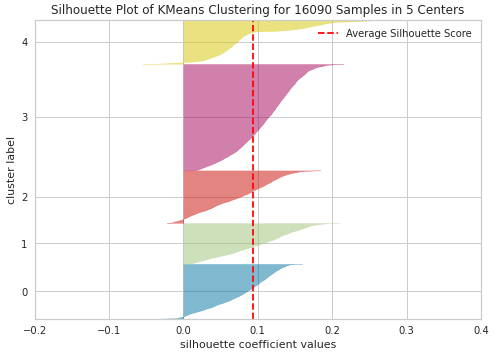 Silhouette Plot of KMeans Clustering for 16090 Samples in 5 Centers
Average Silhouette Score
cluster label
4
3
2
1
0
−0.2 −0.1 0.0 0.1 0.2 0.3 0.4
silhouette coefficient values